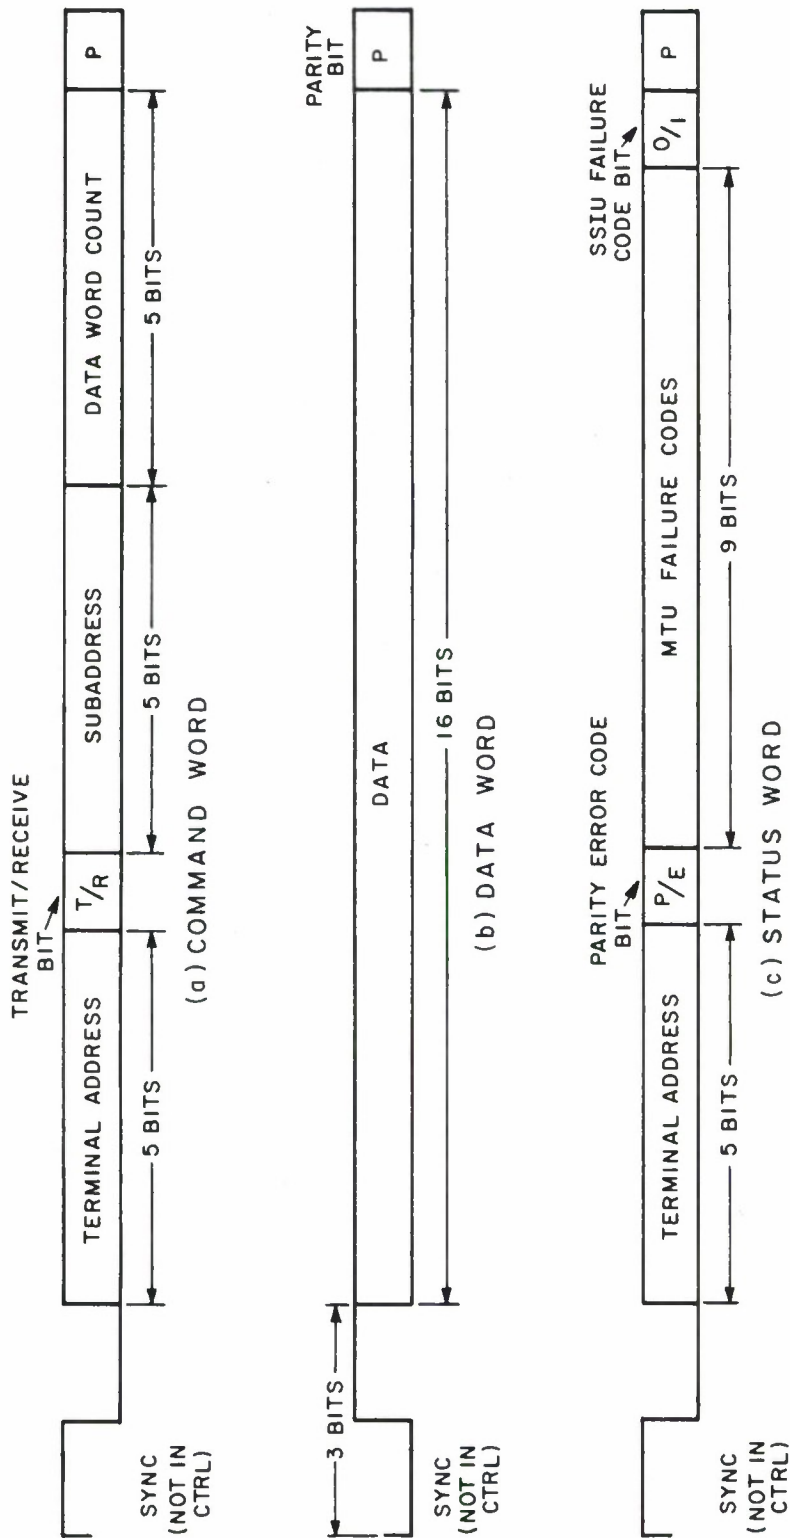 TRANSMIT/RECEIVE
BIT
TERMINAL ADDRESS
T/R
SUBADDRESS
DATA WORD COUNT
P
SYNC
(NOT IN
CTRL)
5 BITS
5 BITS
5 BITS
(a) COMMAND WORD
PARITY
BIT
3 BITS
DATA
P
SYNC
(NOT IN
CTRL)
16 BITS
(b) DATA WORD
PARITY ERROR CODE
BIT
SSIU FAILURE
CODE BIT
TERMINAL ADDRESS
P/E
MTU FAILURE CODES
0/1
P
SYNC
(NOT IN
CTRL)
5 BITS
9 BITS
(c) STATUS WORD